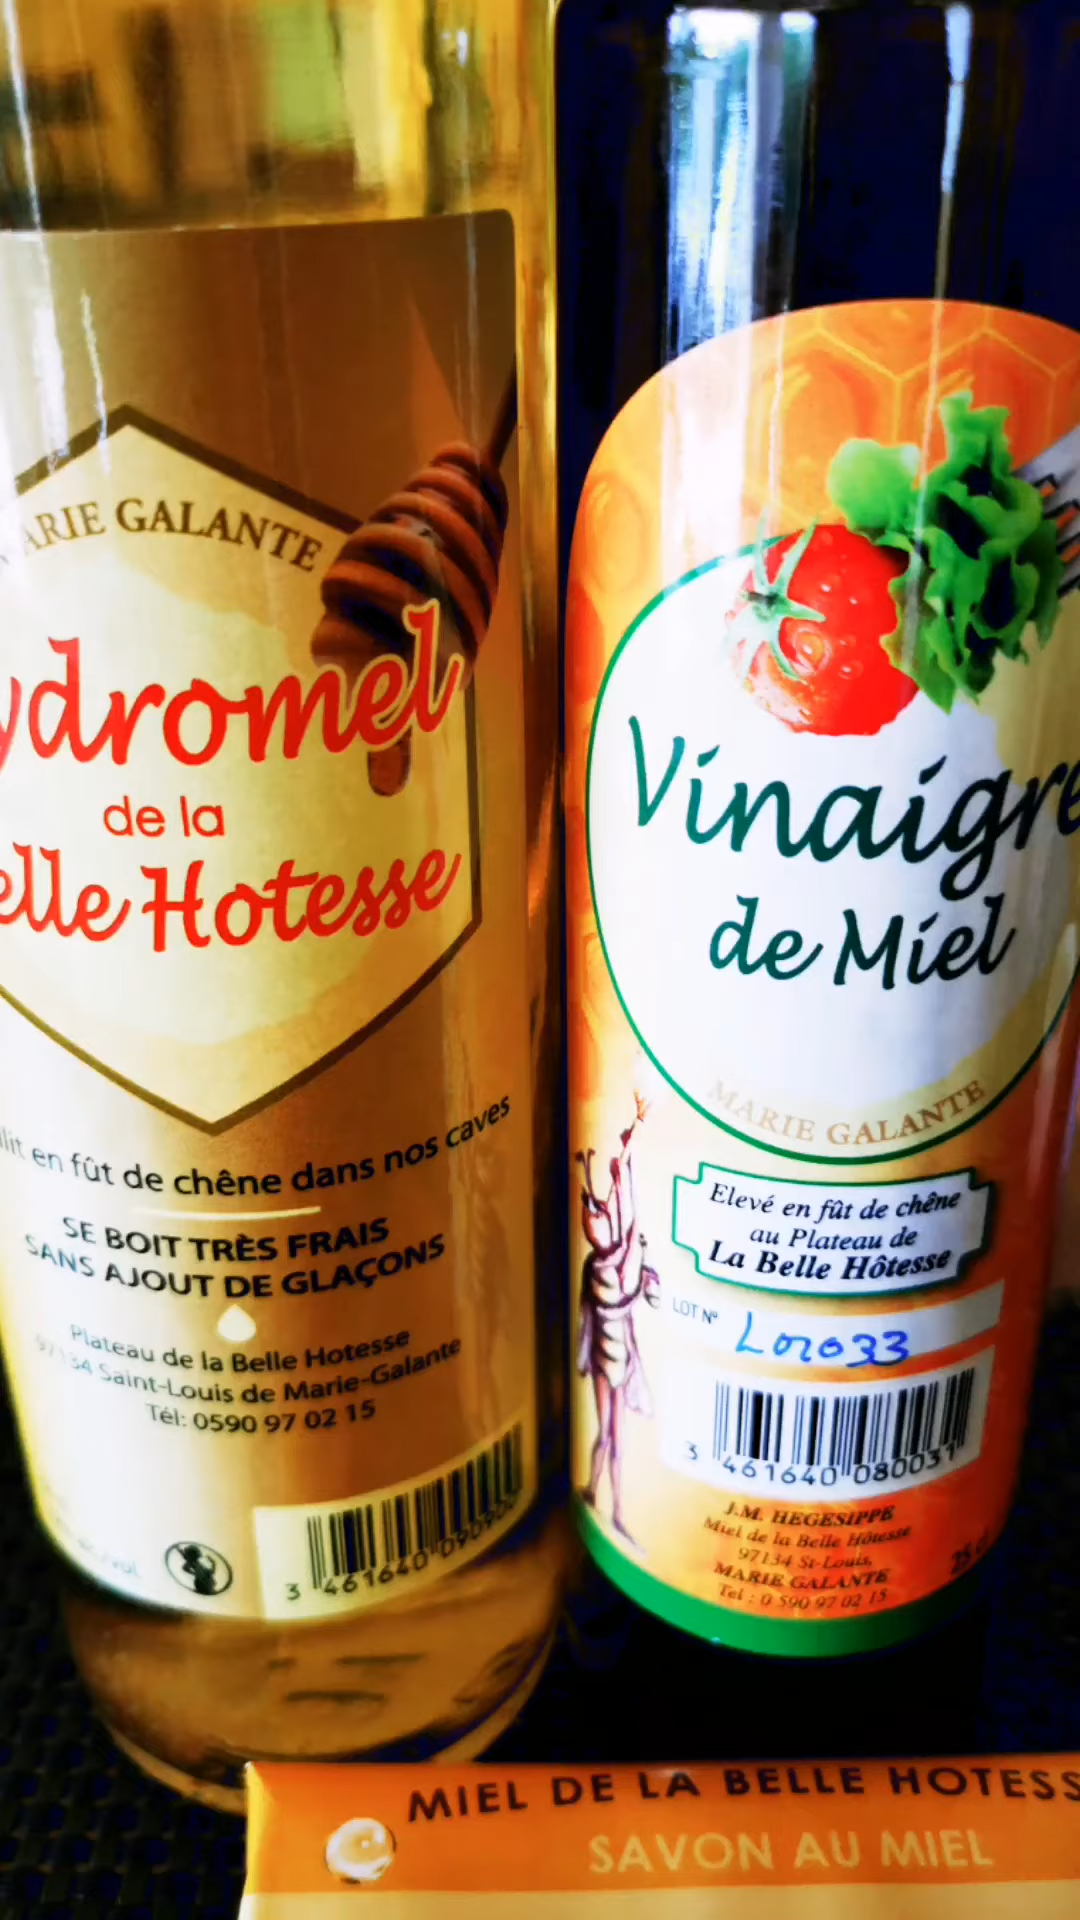 ARIE GALANTE
ydromel
de la
elle Hotesse
en fût de chêne dans nos caves
SE BOIT TRÈS FRAIS
SANS AJOUT DE GLAÇONS
Plateau de la Belle Hotesse
97134 Saint-Louis de Marie-Galante
Tél: 0590 97 02 15
3 461640
Vinaigre
de Miel
MARIE GALANTE
Elevé en fût de chêne
au Plateau de
La Belle Hôtesse
LOT N° L01033
3 461640 080031
J.M. HEGESIPPE
Miel de la Belle Hôtesse
97134 St-Louis,
MARIE GALANTE
Tel : 0 590 97 02 15
MIEL DE LA BELLE HOTESS
SAVON AU MIEL